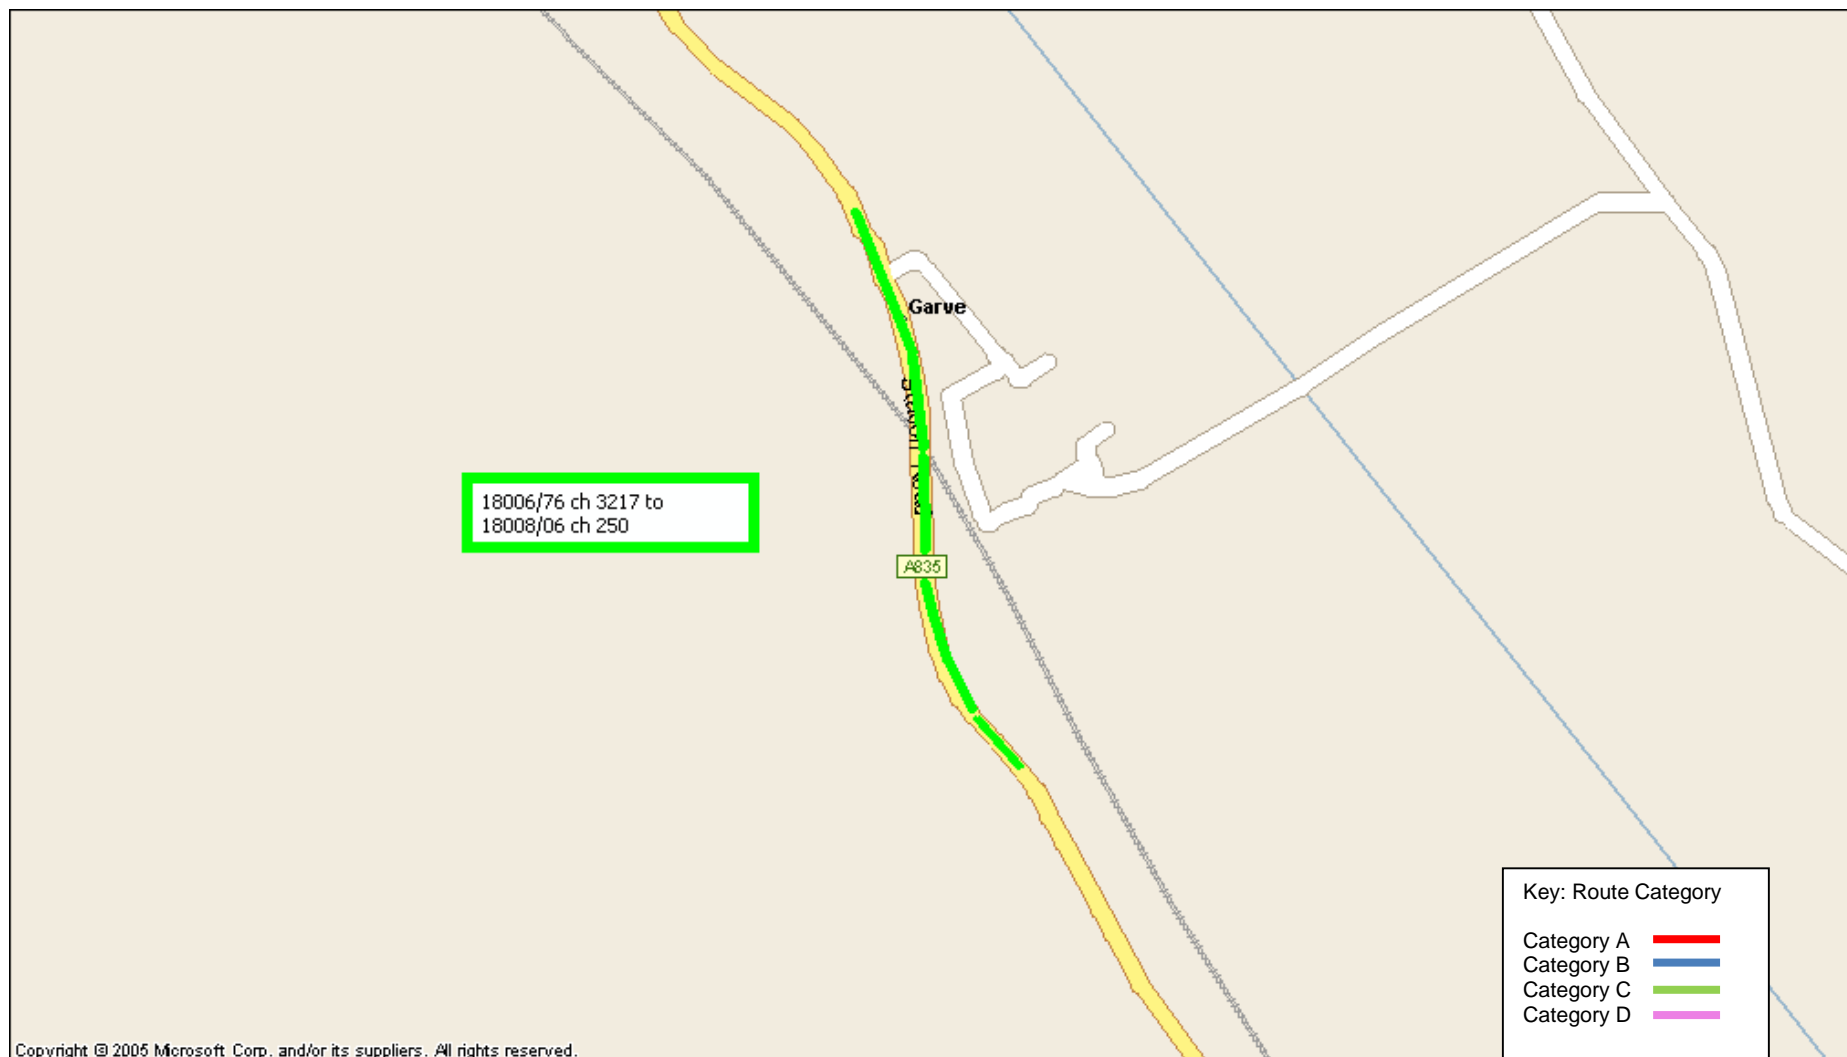 Garve
18006/76 ch 3217 to
18008/06 ch 250
A835
Key: Route Category
Category A
Category B
Category C
Category D
Copyright © 2005 Microsoft Corp. and/or its suppliers. All rights reserved.